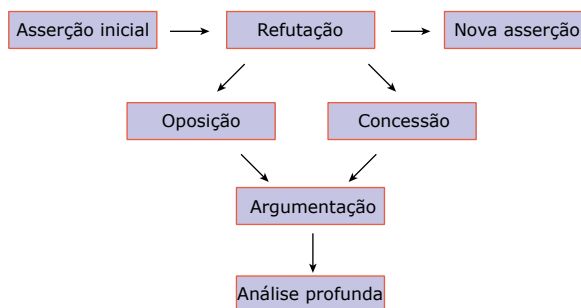 Asserção inicial
Refutação
Nova asserção
Oposição
Concessão
Argumentação
Análise profunda